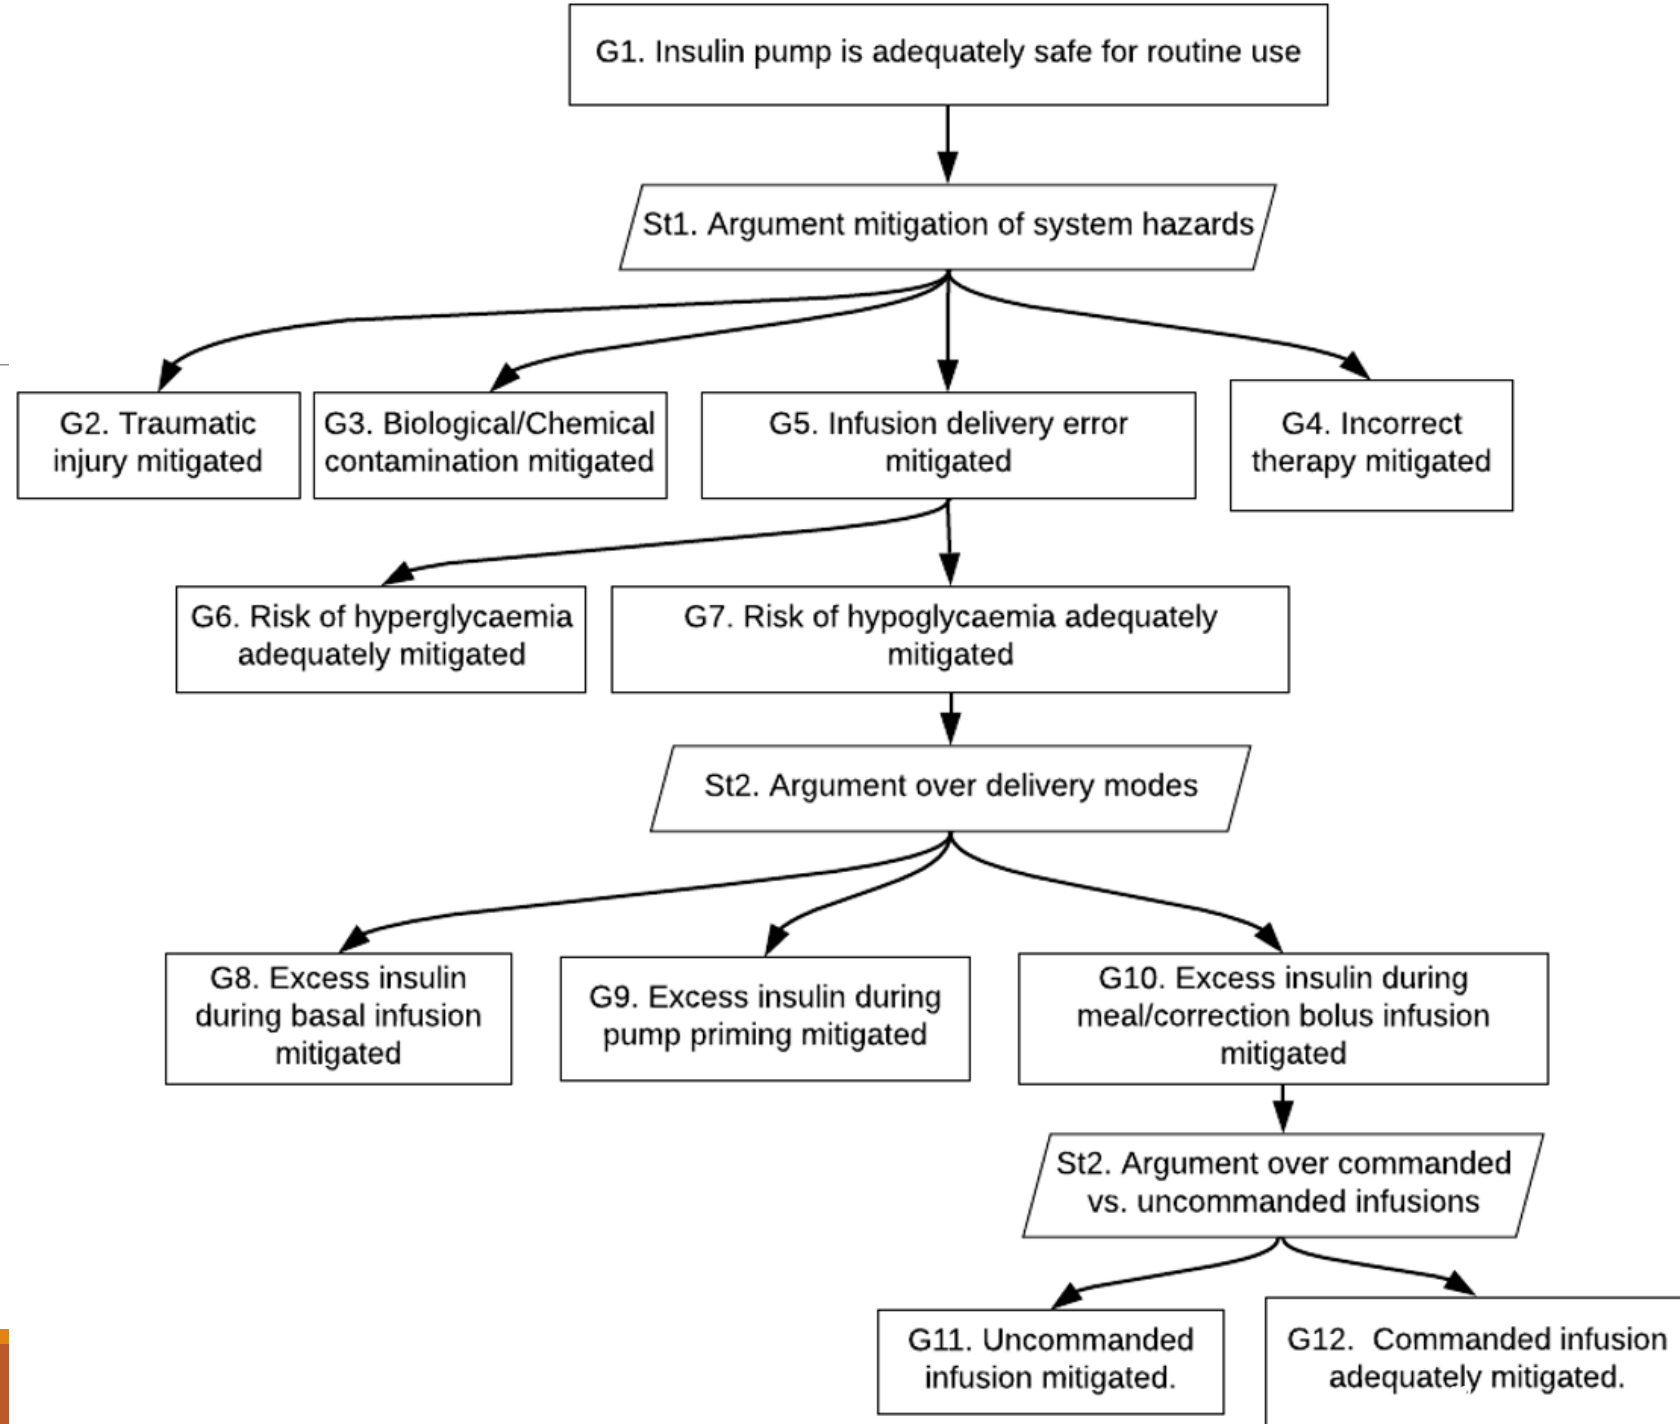 G1. Insulin pump is adequately safe for routine use
St1. Argument mitigation of system hazards
G2. Traumatic
injury mitigated
G3. Biological/Chemical
contamination mitigated
G5. Infusion delivery error
mitigated
G4. Incorrect
therapy mitigated
G6. Risk of hyperglycaemia
adequately mitigated
G7. Risk of hypoglycaemia adequately
mitigated
St2. Argument over delivery modes
G8. Excess insulin
during basal infusion
mitigated
G9. Excess insulin during
pump priming mitigated
G10. Excess insulin during
meal/correction bolus infusion
mitigated
St2. Argument over commanded
vs. uncommanded infusions
G11. Uncommanded
infusion mitigated.
G12. Commanded infusion
adequately mitigated.